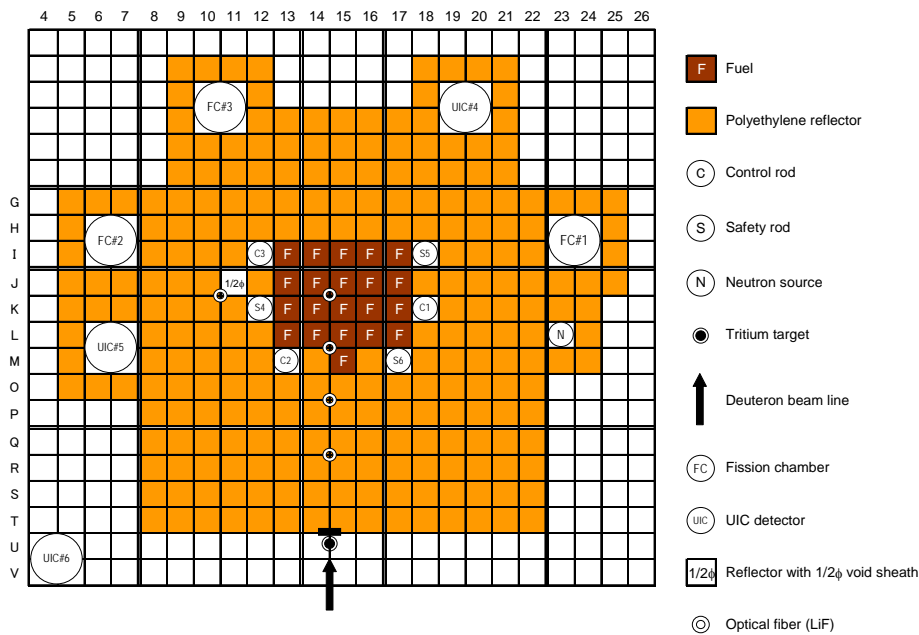 4 5 6 7 8 9 10 11 12 13 14 15 16 17 18 19 20 21 22 23 24 25 26
F Fuel
FC#3 UIC#4
Polyethylene reflector
C Control rod
G
S Safety rod
H
FC#2 FC#1
I C3 F F F F F S5
J 1/2ϕ F F F F F
N Neutron source
K S4 F F F F F C1
L F F F F F N
Tritium target
UIC#5
M C2 F S6
O
P
Deuteron beam line
Q
R
FC Fission chamber
S
T
UIC UIC detector
U
UIC#6
V
1/2ϕ Reflector with 1/2ϕ void sheath
Optical fiber (LiF)